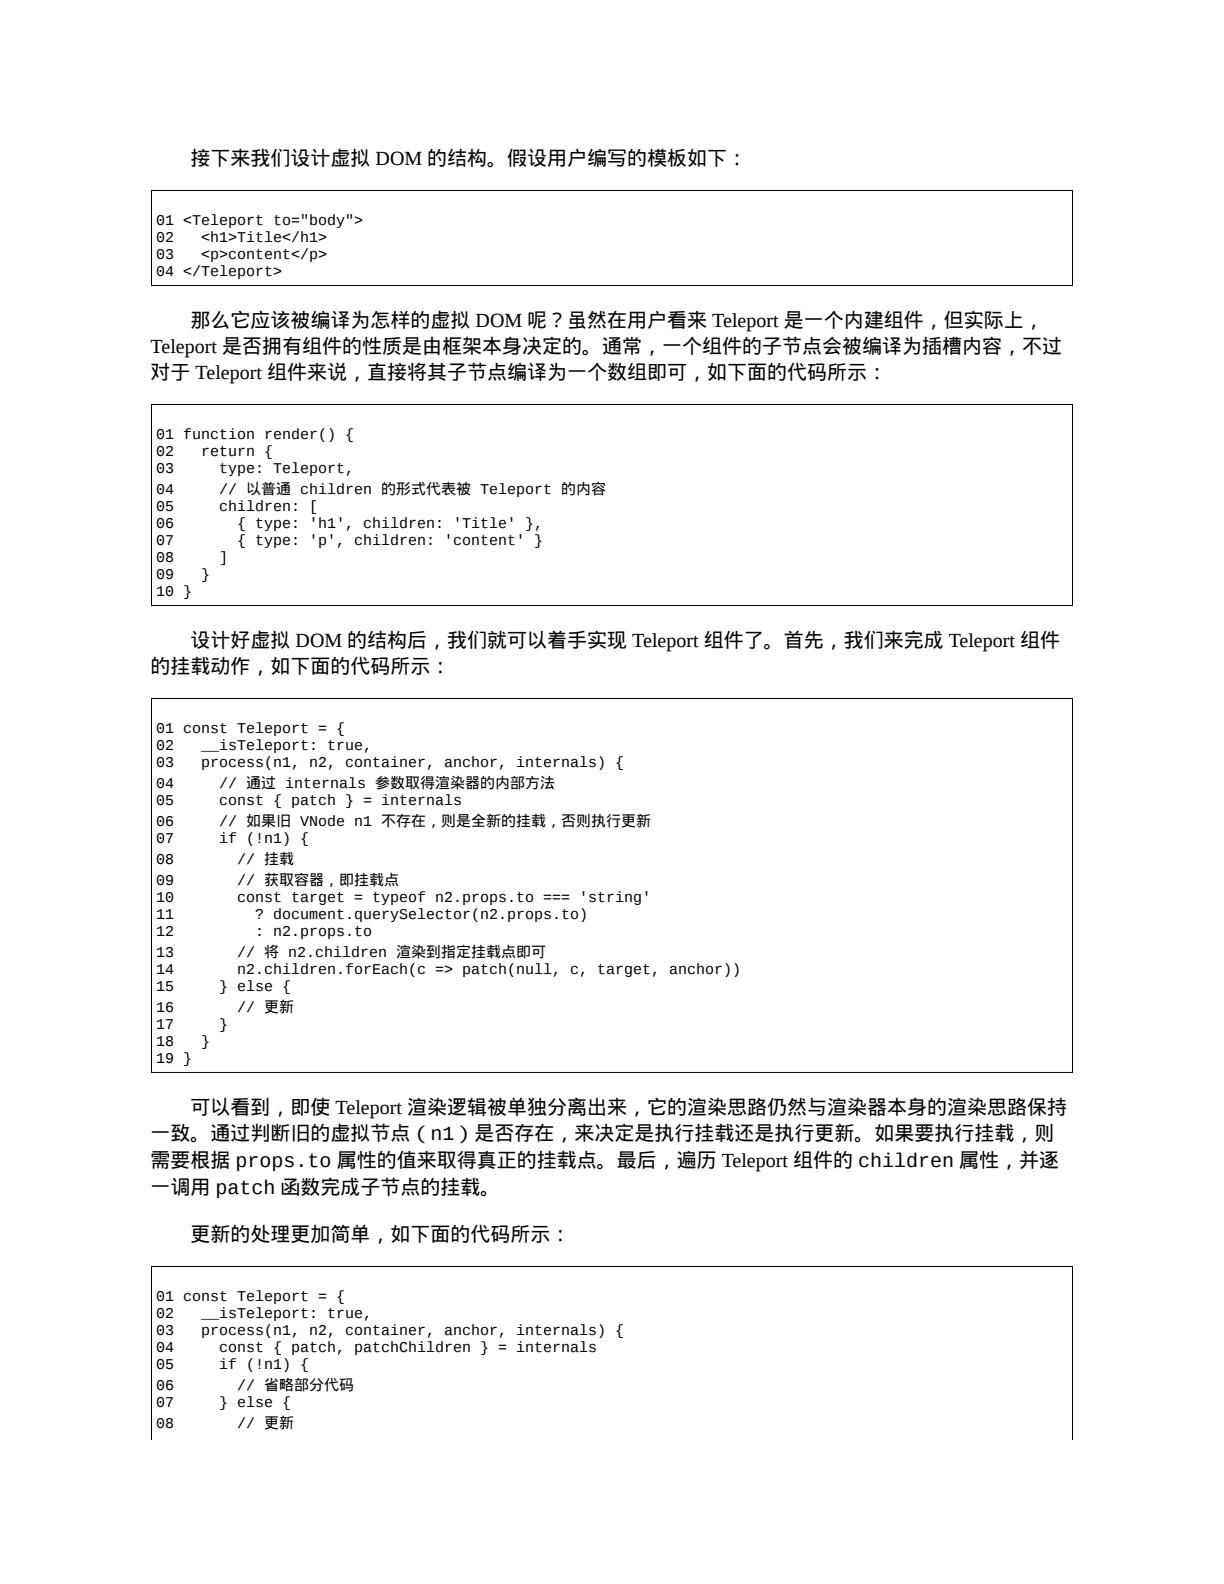 接下来我们设计虚拟 DOM 的结构。假设用户编写的模板如下：
01 <Teleport to="body">
02   <h1>Title</h1>
03   <p>content</p>
04 </Teleport>
那么它应该被编译为怎样的虚拟 DOM 呢？虽然在用户看来 Teleport 是一个内建组件，但实际上，
Teleport 是否拥有组件的性质是由框架本身决定的。通常，一个组件的子节点会被编译为插槽内容，不过
对于 Teleport 组件来说，直接将其子节点编译为一个数组即可，如下面的代码所示：
01 function render() {
02   return {
03     type: Teleport,
04     // 以普通 children 的形式代表被 Teleport 的内容
05     children: [
06       { type: 'h1', children: 'Title' },
07       { type: 'p', children: 'content' }
08     ]
09   }
10 }
设计好虚拟 DOM 的结构后，我们就可以着手实现 Teleport 组件了。首先，我们来完成 Teleport 组件
的挂载动作，如下面的代码所示：
01 const Teleport = {
02   __isTeleport: true,
03   process(n1, n2, container, anchor, internals) {
04     // 通过 internals 参数取得渲染器的内部方法
05     const { patch } = internals
06     // 如果旧 VNode n1 不存在，则是全新的挂载，否则执行更新
07     if (!n1) {
08       // 挂载
09       // 获取容器，即挂载点
10       const target = typeof n2.props.to === 'string'
11         ? document.querySelector(n2.props.to)
12         : n2.props.to
13       // 将 n2.children 渲染到指定挂载点即可
14       n2.children.forEach(c => patch(null, c, target, anchor))
15     } else {
16       // 更新
17     }
18   }
19 }
可以看到，即使 Teleport 渲染逻辑被单独分离出来，它的渲染思路仍然与渲染器本身的渲染思路保持
一致。通过判断旧的虚拟节点（n1）是否存在，来决定是执行挂载还是执行更新。如果要执行挂载，则
需要根据 props.to 属性的值来取得真正的挂载点。最后，遍历 Teleport 组件的 children 属性，并逐
一调用 patch 函数完成子节点的挂载。
更新的处理更加简单，如下面的代码所示：
01 const Teleport = {
02   __isTeleport: true,
03   process(n1, n2, container, anchor, internals) {
04     const { patch, patchChildren } = internals
05     if (!n1) {
06       // 省略部分代码
07     } else {
08       // 更新